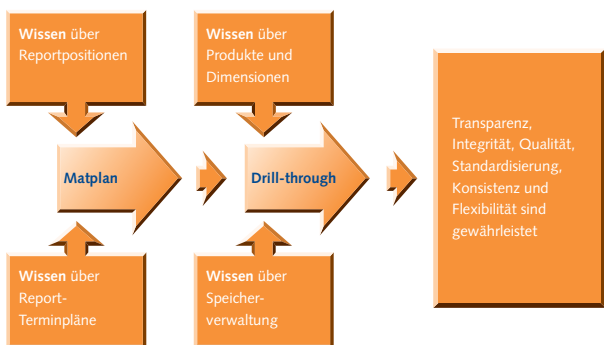 Wissen über
Reportpositionen
Wissen über
Produkte und
Dimensionen
Matplan
Drill-through
Transparenz,
Integrität, Qualität,
Standardisierung,
Konsistenz und
Flexibilität sind
gewährleistet
Wissen über
Report-
Terminpläne
Wissen über
Speicher-
verwaltung